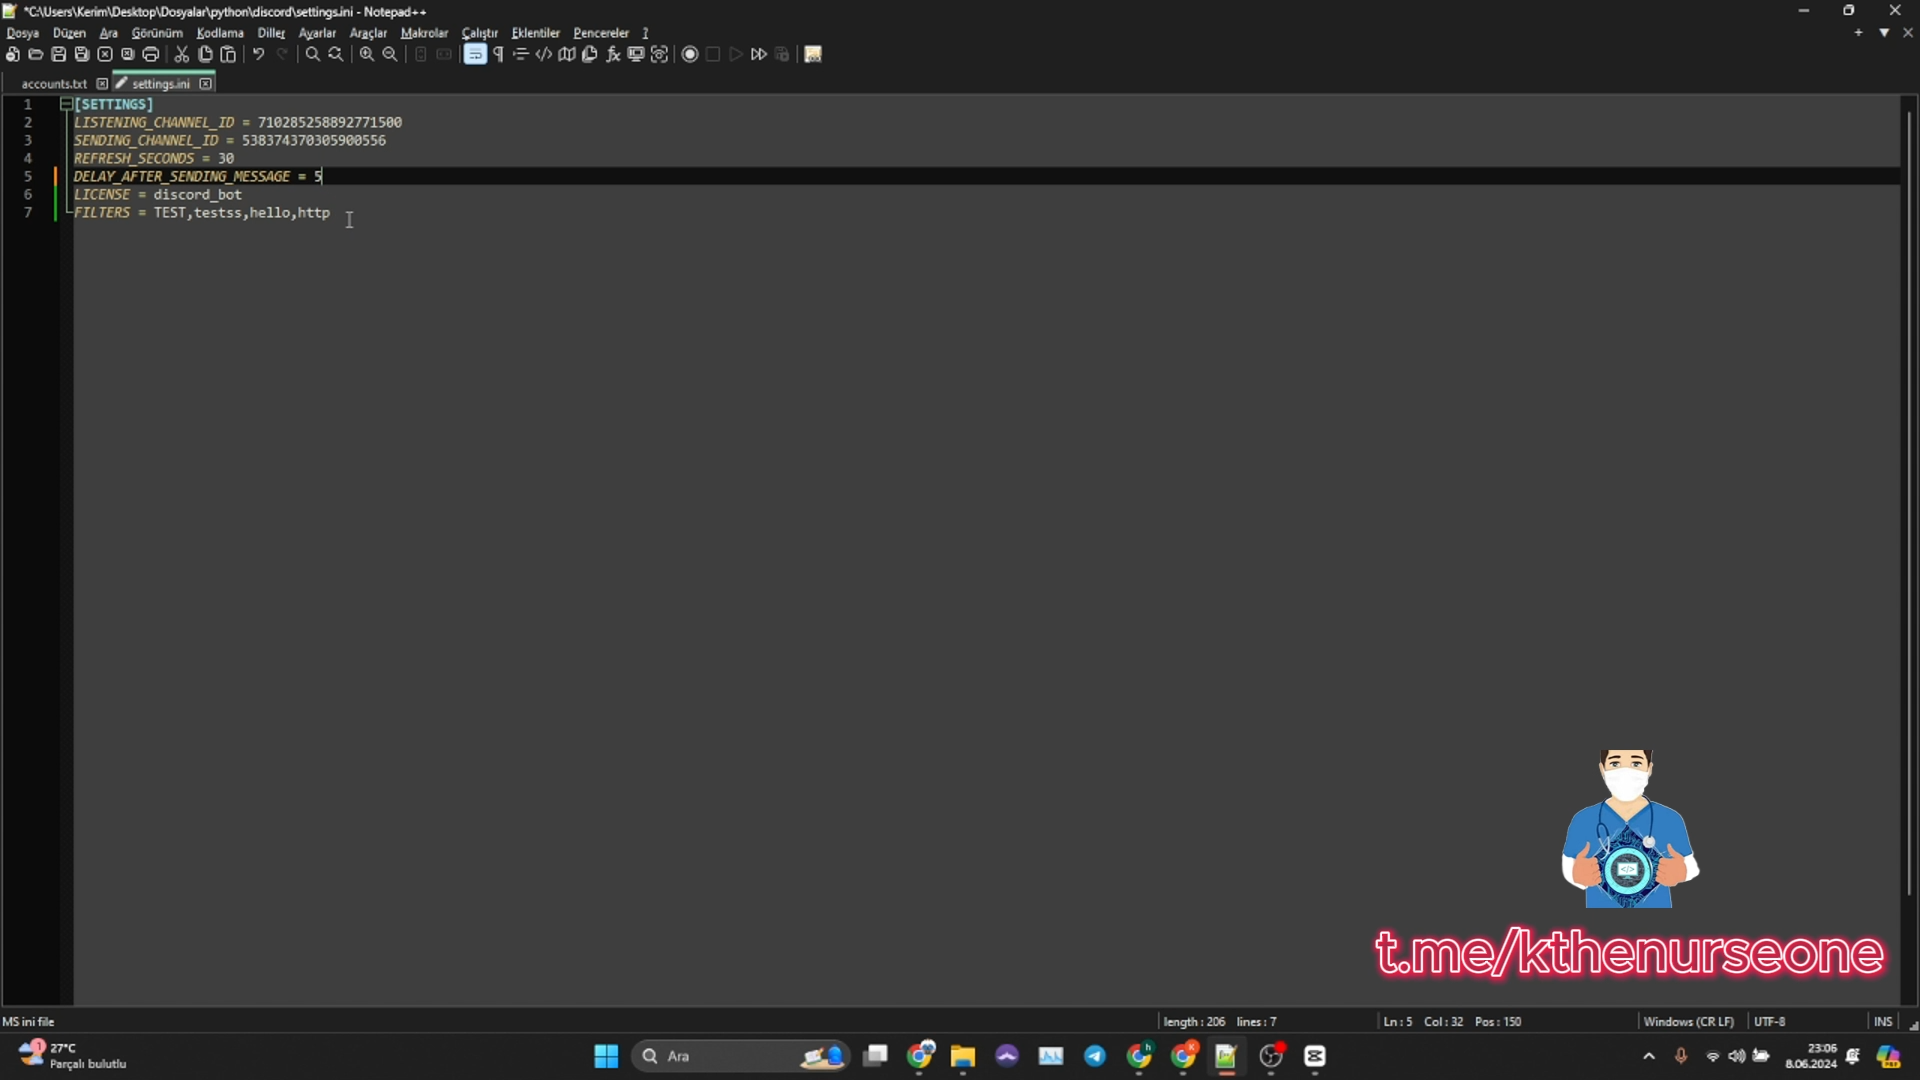 *C:\Users\Kerim\Desktop\Dosyalar\python\discord\settings.ini - Notepad++
Dosya Düzen Ara Görünüm Kodlama Diller Ayarlar Araçlar Makrolar Çalıştır Eklentiler Pencereler ?
accounts.txt settings.ini
1 [SETTINGS]
2 LISTENING_CHANNEL_ID = 710285258892771500
3 SENDING_CHANNEL_ID = 538374370305900556
4 REFRESH_SECONDS = 30
5 DELAY_AFTER_SENDING_MESSAGE = 5
6 LICENSE = discord_bot
7 FILTERS = TEST,testss,hello,http
t.me/kthenurseone
MS ini file length : 206 lines : 7 Ln : 5 Col : 32 Pos : 150 Windows (CR LF) UTF-8 INS
27°C
Parçalı bulutlu
Ara
23:06
8.06.2024